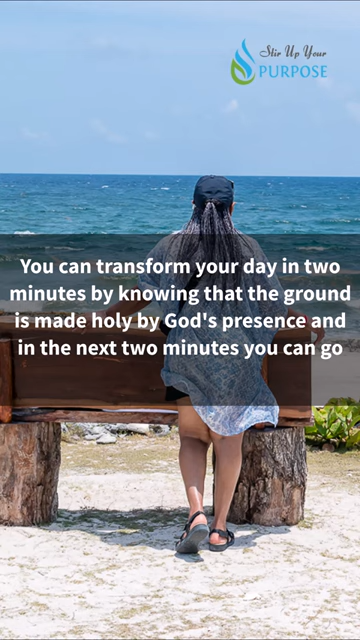 Stir Up Your
PURPOSE
You can transform your day in two
minutes by knowing that the ground
is made holy by God's presence and
in the next two minutes you can go